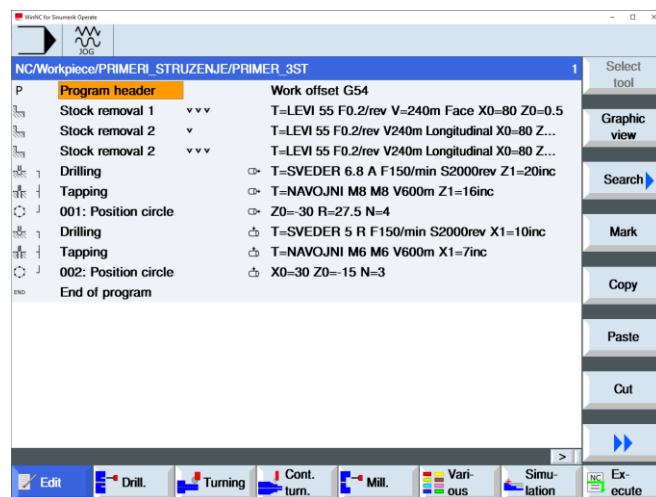 WinNC for Sinumerik Operate
JOG
NC/Workpiece/PRIMERI_STRUZENJE/PRIMER_3ST 1
P Program header Work offset G54
Stock removal 1 ▿▿▿ T=LEVI 55 F0.2/rev V=240m Face X0=80 Z0=0.5
Stock removal 2 ▿ T=LEVI 55 F0.2/rev V240m Longitudinal X0=80 Z...
Stock removal 2 ▿▿▿ T=LEVI 55 F0.2/rev V240m Longitudinal X0=80 Z...
Drilling T=SVEDER 6.8 A F150/min S2000rev Z1=20inc
Tapping T=NAVOJNI M8 M8 V600m Z1=16inc
001: Position circle Z0=-30 R=27.5 N=4
Drilling T=SVEDER 5 R F150/min S2000rev X1=10inc
Tapping T=NAVOJNI M6 M6 V600m X1=7inc
002: Position circle X0=30 Z0=-15 N=3
END End of program
Select
tool
Graphic
view
Search
Mark
Copy
Paste
Cut
>
Edit
Drill.
Turning
Cont.
turn.
Mill.
Vari-
ous
Simu-
lation
NC Ex-
ecute